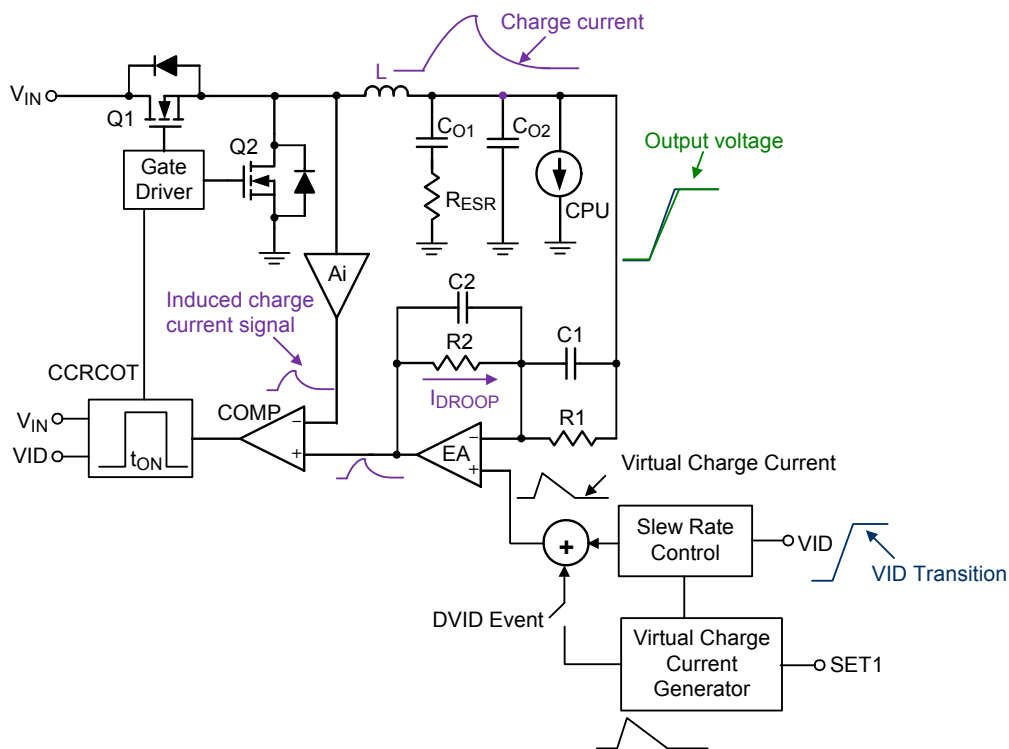 Charge current
L
VIN
Q1
Q2
CO1
CO2
Output voltage
Gate
Driver
RESR
CPU
Ai
C2
Induced charge
current signal
R2
C1
CCRCOT
IDROOP
VIN
COMP
−
R1
VID
tON
+
EA
−
+
Virtual Charge Current
Slew Rate
Control
VID
+
VID Transition
DVID Event
Virtual Charge
Current
Generator
SET1